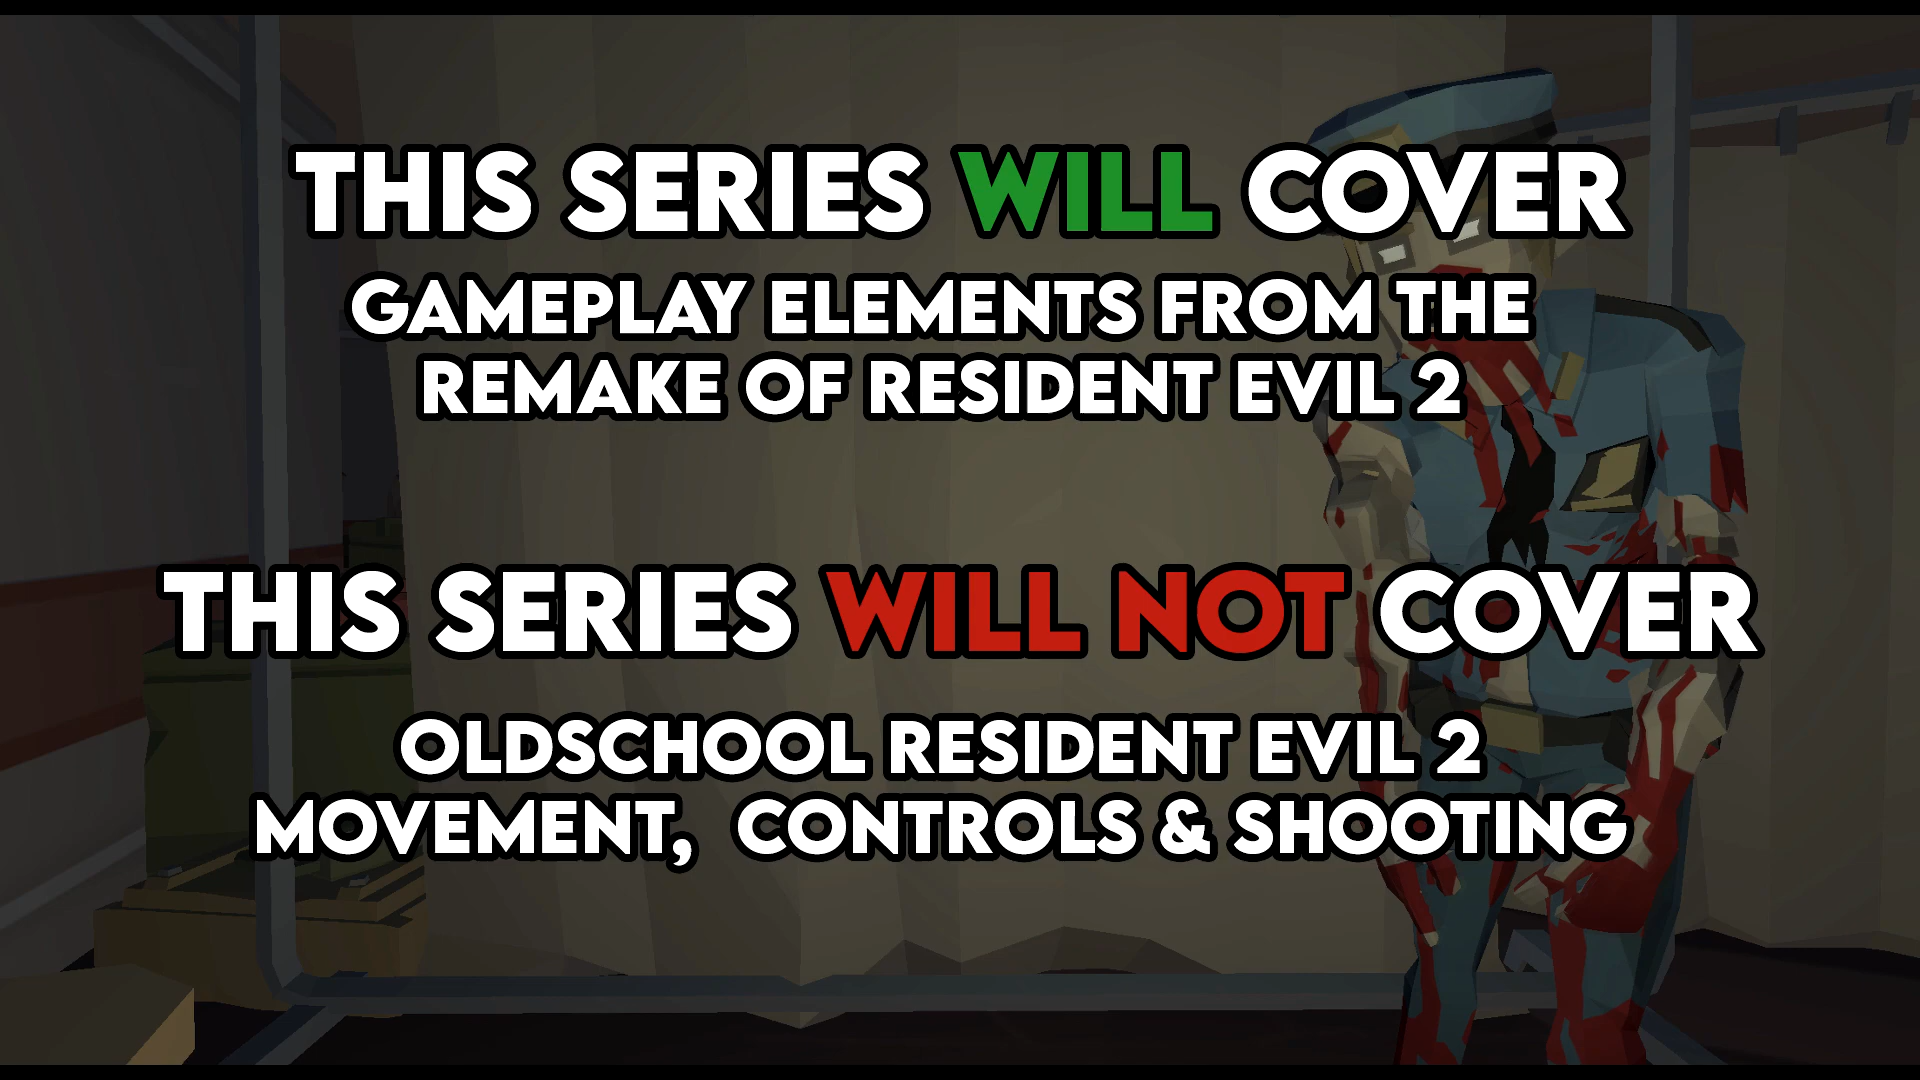 THIS SERIES WILL COVER
GAMEPLAY ELEMENTS FROM THE
REMAKE OF RESIDENT EVIL 2
THIS SERIES WILL NOT COVER
OLDSCHOOL RESIDENT EVIL 2
MOVEMENT, CONTROLS & SHOOTING